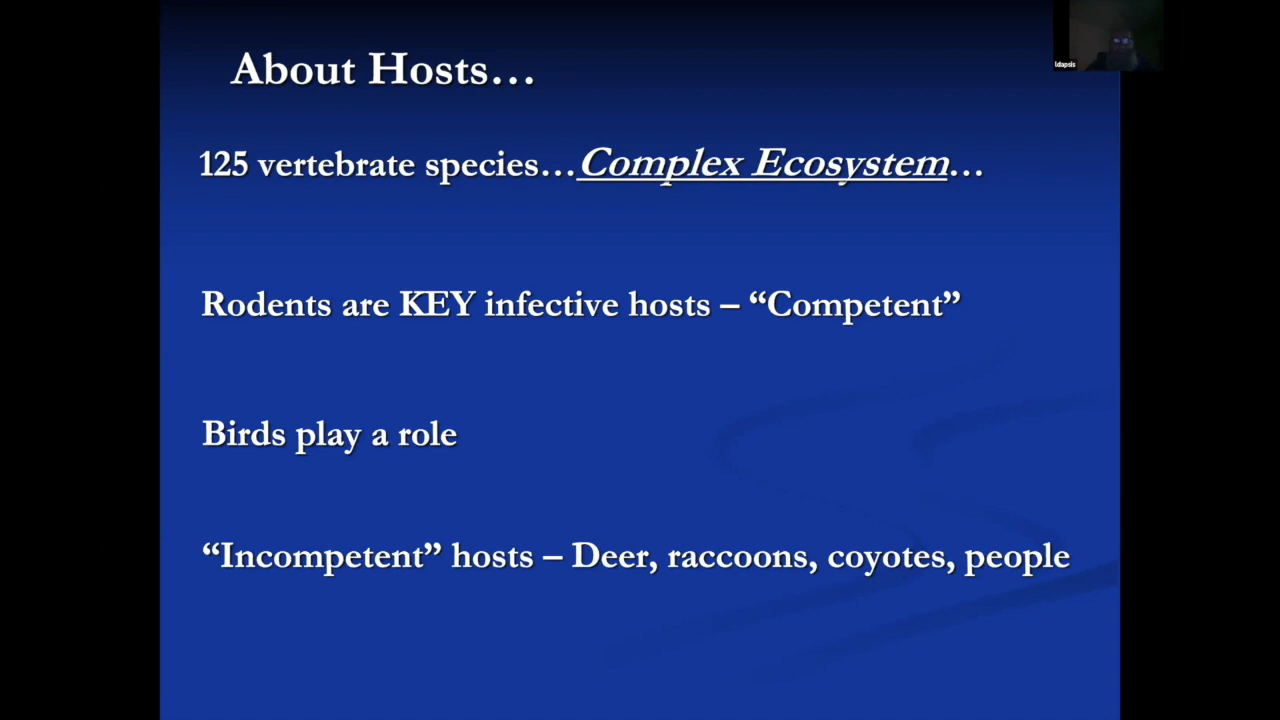 About Hosts…
ldapsis
125 vertebrate species…Complex Ecosystem…
Rodents are KEY infective hosts – “Competent”
Birds play a role
“Incompetent” hosts – Deer, raccoons, coyotes, people